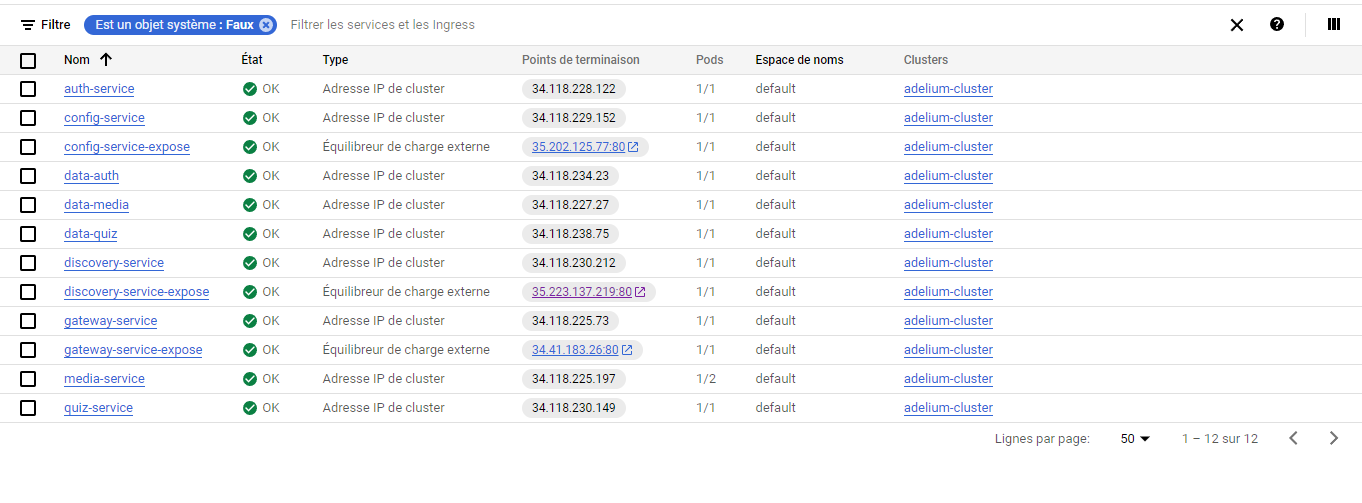 Filtre Est un objet système : Faux Filtrer les services et les Ingress
Nom État Type Points de terminaison Pods Espace de noms Clusters
auth-service OK Adresse IP de cluster 34.118.228.122 1/1 default adelium-cluster
config-service OK Adresse IP de cluster 34.118.229.152 1/1 default adelium-cluster
config-service-expose OK Équilibreur de charge externe 35.202.125.77:80 1/1 default adelium-cluster
data-auth OK Adresse IP de cluster 34.118.234.23 1/1 default adelium-cluster
data-media OK Adresse IP de cluster 34.118.227.27 1/1 default adelium-cluster
data-quiz OK Adresse IP de cluster 34.118.238.75 1/1 default adelium-cluster
discovery-service OK Adresse IP de cluster 34.118.230.212 1/1 default adelium-cluster
discovery-service-expose OK Équilibreur de charge externe 35.223.137.219:80 1/1 default adelium-cluster
gateway-service OK Adresse IP de cluster 34.118.225.73 1/1 default adelium-cluster
gateway-service-expose OK Équilibreur de charge externe 34.41.183.26:80 1/1 default adelium-cluster
media-service OK Adresse IP de cluster 34.118.225.197 1/2 default adelium-cluster
quiz-service OK Adresse IP de cluster 34.118.230.149 1/1 default adelium-cluster
Lignes par page: 50 1 – 12 sur 12